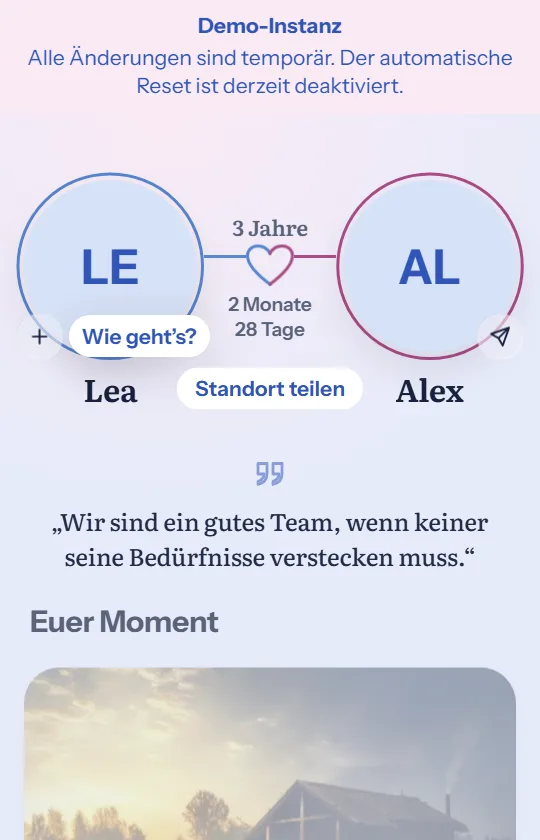 Demo-Instanz
Alle Änderungen sind temporär. Der automatische
Reset ist derzeit deaktiviert.
LE
3 Jahre
2 Monate
28 Tage
AL
Wie geht’s?
Lea
Standort teilen
Alex
„Wir sind ein gutes Team, wenn keiner
seine Bedürfnisse verstecken muss.“
Euer Moment